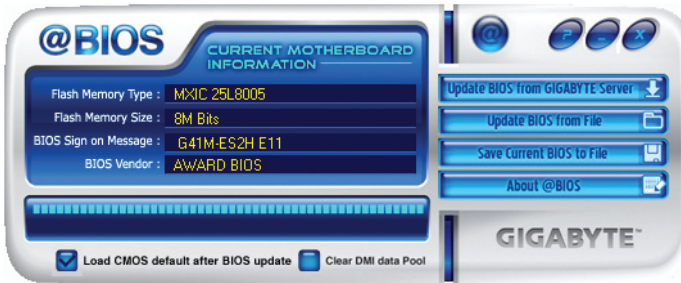 @BIOS
CURRENT MOTHERBOARD
INFORMATION
Flash Memory Type : MXIC 25L8005
Flash Memory Size : 8M Bits
BIOS Sign on Message : G41M-ES2H E11
BIOS Vendor : AWARD BIOS
Load CMOS default after BIOS update
Clear DMI data Pool
@
? _ X
Update BIOS from GIGABYTE Server
Update BIOS from File
Save Current BIOS to File
About @BIOS
GIGABYTE™